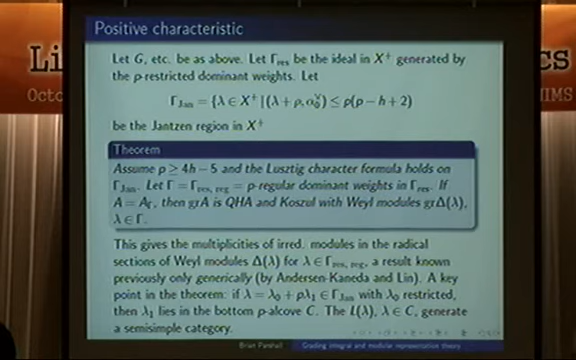 Positive characteristic
Let G, etc. be as above. Let Γres be the ideal in X⁺ generated by
the p-restricted dominant weights. Let
ΓJan = {λ ∈ X⁺ | (λ + ρ, α₀^∨) ≤ p(p − h + 2)
be the Jantzen region in X⁺
Theorem
Assume p ≥ 4h − 5 and the Lusztig character formula holds on
ΓJan. Let Γ = Γres,reg = p-regular dominant weights in Γres. If
A = AΓ, then grA is QHA and Koszul with Weyl modules grΔ(λ),
λ ∈ Γ.
This gives the multiplicities of irred. modules in the radical
sections of Weyl modules Δ(λ) for λ ∈ Γres,reg, a result known
previously only generically (by Andersen-Kaneda and Lin). A key
point in the theorem: if λ = λ₀ + pλ₁ ∈ ΓJan with λ₀ restricted,
then λ₁ lies in the bottom p-alcove C. The L(λ), λ ∈ C, generate
a semisimple category.
Brian Parshall Grading integral and modular representation theory
Li
Octo
cs
IMS